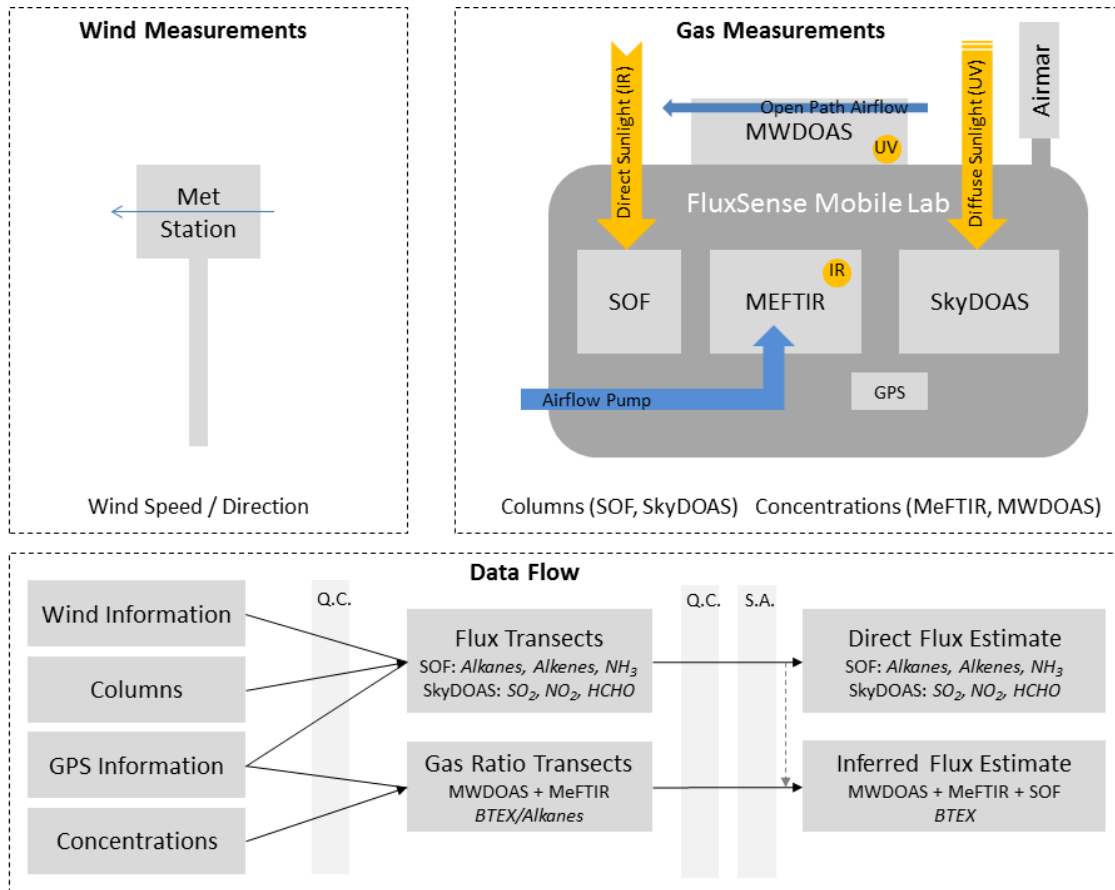 Wind Measurements
Met
Station
Wind Speed / Direction
Gas Measurements
Direct Sunlight (IR)
Open Path Airflow
MWDOAS
UV
Diffuse Sunlight (UV)
Airmar
FluxSense Mobile Lab
SOF
IR
MEFTIR
SkyDOAS
Airflow Pump
GPS
Columns (SOF, SkyDOAS) Concentrations (MeFTIR, MWDOAS)
Data Flow
Wind Information
Columns
GPS Information
Concentrations
Q.C.
Flux Transects
SOF: Alkanes, Alkenes, NH₃
SkyDOAS: SO₂, NO₂, HCHO
Gas Ratio Transects
MWDOAS + MeFTIR
BTEX/Alkanes
Q.C.
S.A.
Direct Flux Estimate
SOF: Alkanes, Alkenes, NH₃
SkyDOAS: SO₂, NO₂, HCHO
Inferred Flux Estimate
MWDOAS + MeFTIR + SOF
BTEX